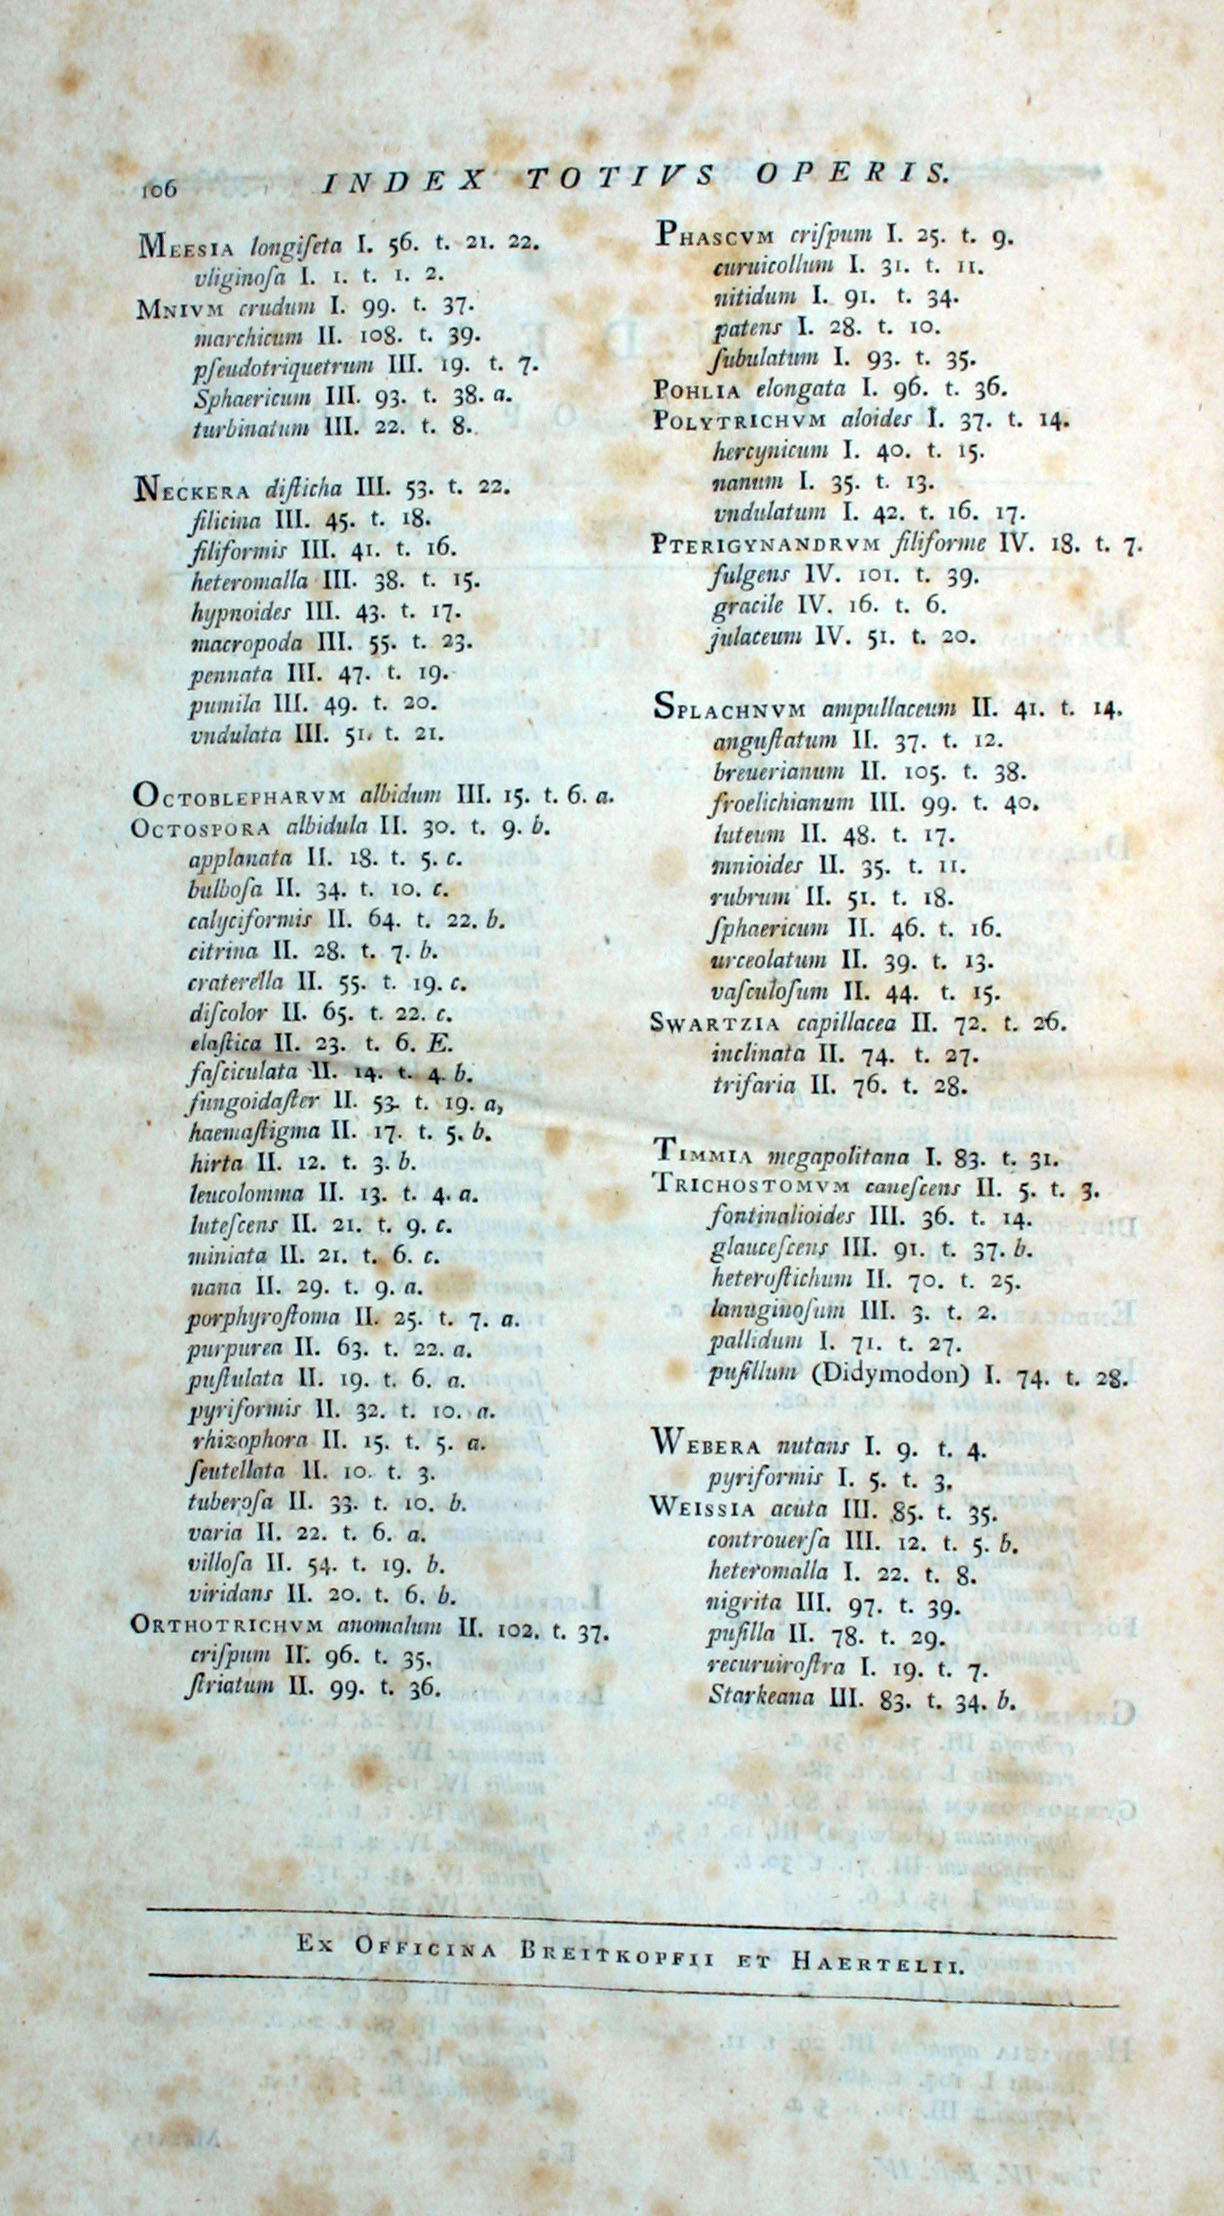 106 INDEX TOTIVS OPERIS.
MEESIA longiſeta I. 56. t. 21. 22.
vliginoſa I. 1. t. 1. 2.
MNIVM crudum I. 99. t. 37.
marchicum II. 108. t. 39.
pſeudotriquetrum III. 19. t. 7.
Sphaericum III. 93. t. 38. a.
turbinatum III. 22. t. 8.
NECKERA diſticha III. 53. t. 22.
filicina III. 45. t. 18.
filiformis III. 41. t. 16.
heteromalla III. 38. t. 15.
hypnoides III. 43. t. 17.
macropoda III. 55. t. 23.
pennata III. 47. t. 19.
pumila III. 49. t. 20.
vndulata III. 51. t. 21.
OCTOBLEPHARVM albidum III. 15. t. 6. a.
OCTOSPORA albidula II. 30. t. 9. b.
applanata II. 18. t. 5. c.
bulboſa II. 34. t. 10. c.
calyciformis II. 64. t. 22. b.
citrina II. 28. t. 7. b.
craterella II. 55. t. 19. c.
diſcolor II. 65. t. 22. c.
elaſtica II. 23. t. 6. E.
faſciculata II. 14. t. 4. b.
fungoidaſter II. 53. t. 19. a,
haemaſtigma II. 17. t. 5. b.
hirta II. 12. t. 3. b.
leucolomma II. 13. t. 4. a.
luteſcens II. 21. t. 9. c.
miniata II. 21. t. 6. c.
nana II. 29. t. 9. a.
porphyroſtoma II. 25. t. 7. a.
purpurea II. 63. t. 22. a.
puſtulata II. 19. t. 6. a.
pyriformis II. 32. t. 10. a.
rhizophora II. 15. t. 5. a.
ſeutellata II. 10. t. 3.
tuberoſa II. 33. t. 10. b.
varia II. 22. t. 6. a.
villoſa II. 54. t. 19. b.
viridans II. 20. t. 6. b.
ORTHOTRICHVM anomalum II. 102. t. 37.
criſpum II. 96. t. 35.
ſtriatum II. 99. t. 36.
PHASCVM criſpum I. 25. t. 9.
curuicollum I. 31. t. 11.
nitidum I. 91. t. 34.
patens I. 28. t. 10.
ſubulatum I. 93. t. 35.
POHLIA elongata I. 96. t. 36.
POLYTRICHVM aloides I. 37. t. 14.
hercynicum I. 40. t. 15.
nanum I. 35. t. 13.
vndulatum I. 42. t. 16. 17.
PTERIGYNANDRVM filiforme IV. 18. t. 7.
fulgens IV. 101. t. 39.
gracile IV. 16. t. 6.
julaceum IV. 51. t. 20.
SPLACHNVM ampullaceum II. 41. t. 14.
anguſtatum II. 37. t. 12.
breuerianum II. 105. t. 38.
froelichianum III. 99. t. 40.
luteum II. 48. t. 17.
mnioides II. 35. t. 11.
rubrum II. 51. t. 18.
ſphaericum II. 46. t. 16.
urceolatum II. 39. t. 13.
vaſculoſum II. 44. t. 15.
SWARTZIA capillacea II. 72. t. 26.
inclinata II. 74. t. 27.
trifaria II. 76. t. 28.
TIMMIA megapolitana I. 83. t. 31.
TRICHOSTOMVM caneſcens II. 5. t. 3.
fontinalioides III. 36. t. 14.
glauceſcens III. 91. t. 37. b.
heteroſtichum II. 70. t. 25.
lanuginoſum III. 3. t. 2.
pallidum I. 71. t. 27.
puſillum (Didymodon) I. 74. t. 28.
WEBERA nutans I. 9. t. 4.
pyriformis I. 5. t. 3.
WEISSIA acuta III. 85. t. 35.
controuerſa III. 12. t. 5. b.
heteromalla I. 22. t. 8.
nigrita III. 97. t. 39.
puſilla II. 78. t. 29.
recuruiroſtra I. 19. t. 7.
Starkeana III. 83. t. 34. b.
EX OFFICINA BREITKOPFII ET HAERTELII.